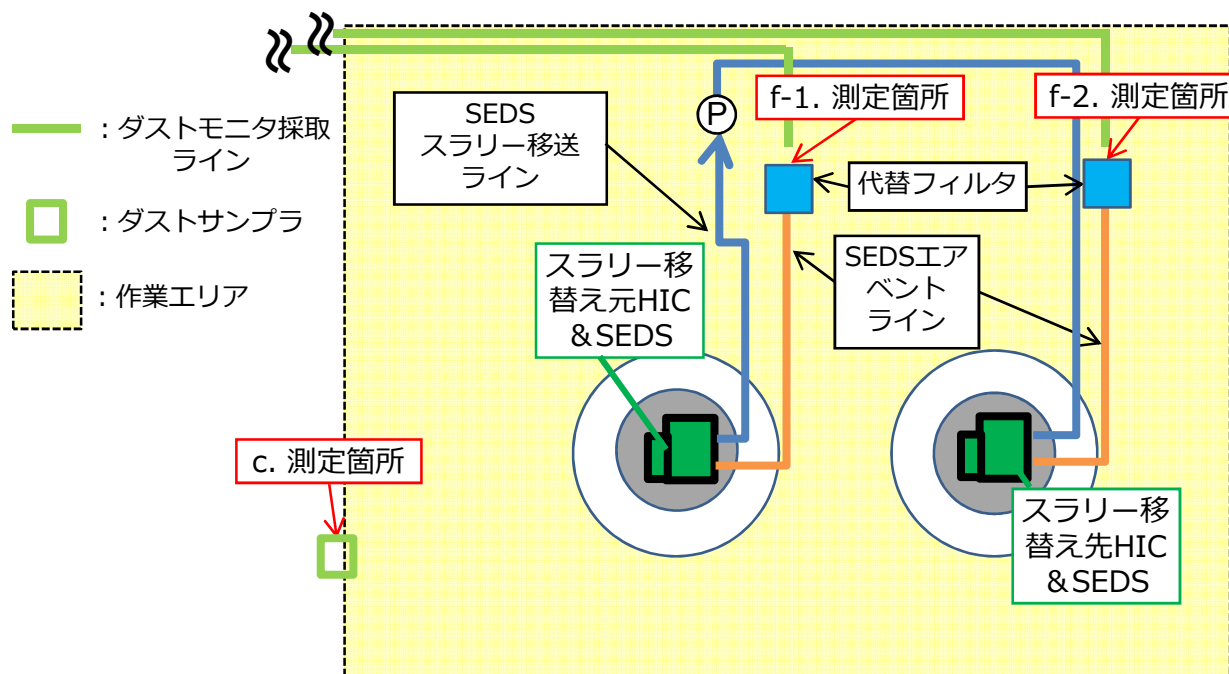 : ダストモニタ採取
ライン
: ダストサンプラ
: 作業エリア
SEDS
スラリー移送
ライン
P
f-1. 測定箇所
f-2. 測定箇所
代替フィルタ
スラリー移
替え元HIC
&SEDS
SEDSエア
ベント
ライン
c. 測定箇所
スラリー移
替え先HIC
&SEDS